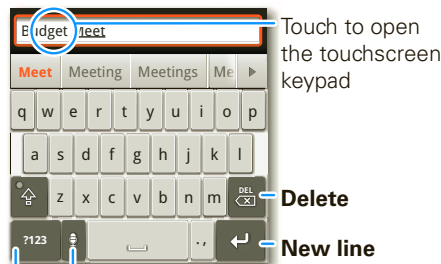 Budget Meet
Touch to open
the touchscreen
keypad
Meet Meeting Meetings Me
q w e r t y u i o p
a s d f g h j k l
z x c v b n m DEL
Delete
?123 .,
New line